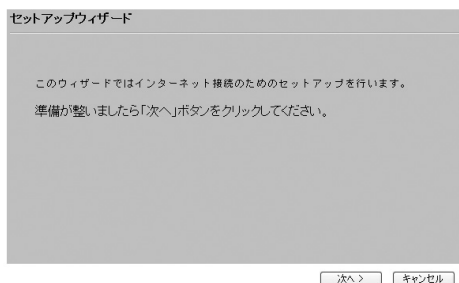 セットアップウィザード
このウィザードではインターネット接続のためのセットアップを行います。
準備が整いましたら「次へ」ボタンをクリックしてください。
次へ >
キャンセル